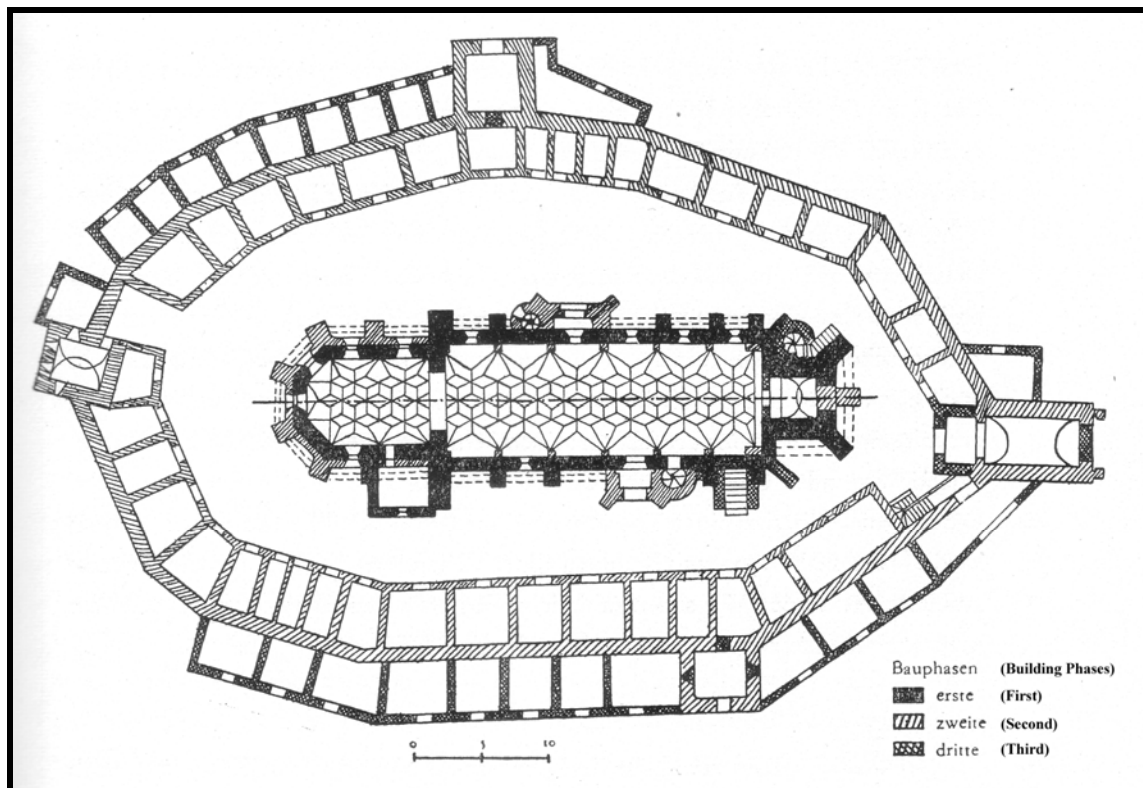 Bauphasen (Building Phases)
erste (First)
zweite (Second)
dritte (Third)
0 5 10